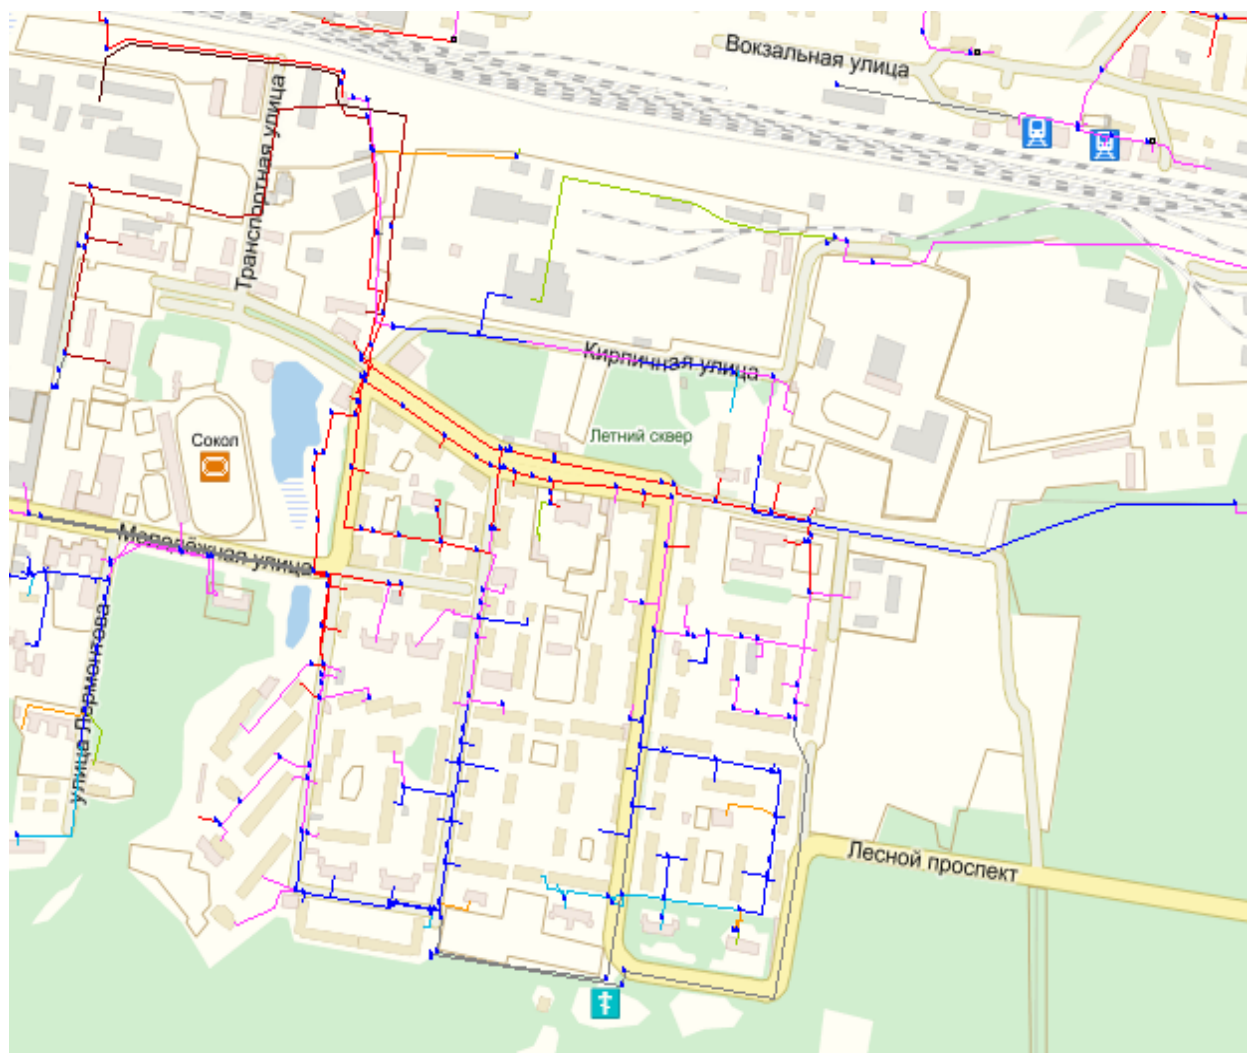 Вокзальная улица
Транспортная улица
Кирпичная улица
Летний сквер
Сокол
Молодёжная улица
улица Лермонтова
Лесной проспект